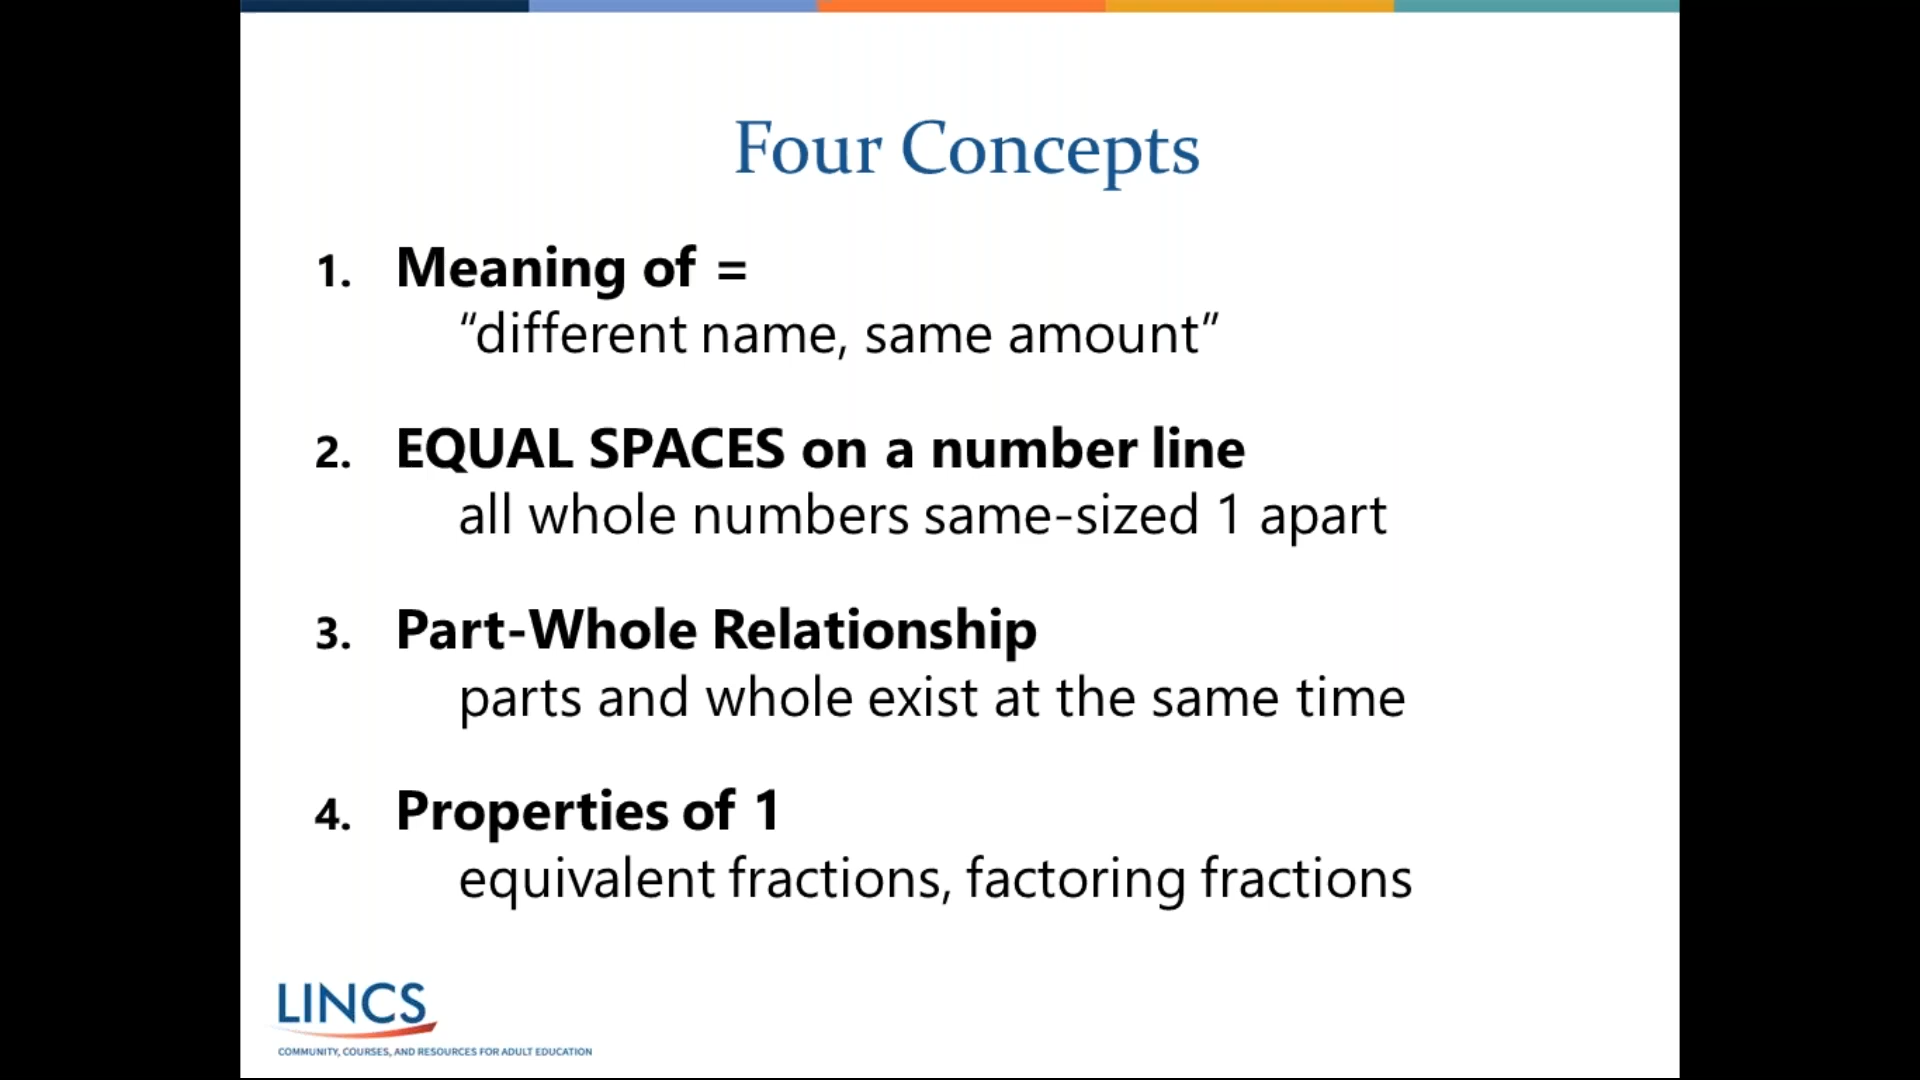 Four Concepts
1. Meaning of =
“different name, same amount”
2. EQUAL SPACES on a number line
all whole numbers same-sized 1 apart
3. Part-Whole Relationship
parts and whole exist at the same time
4. Properties of 1
equivalent fractions, factoring fractions
LINCS
COMMUNITY, COURSES, AND RESOURCES FOR ADULT EDUCATION